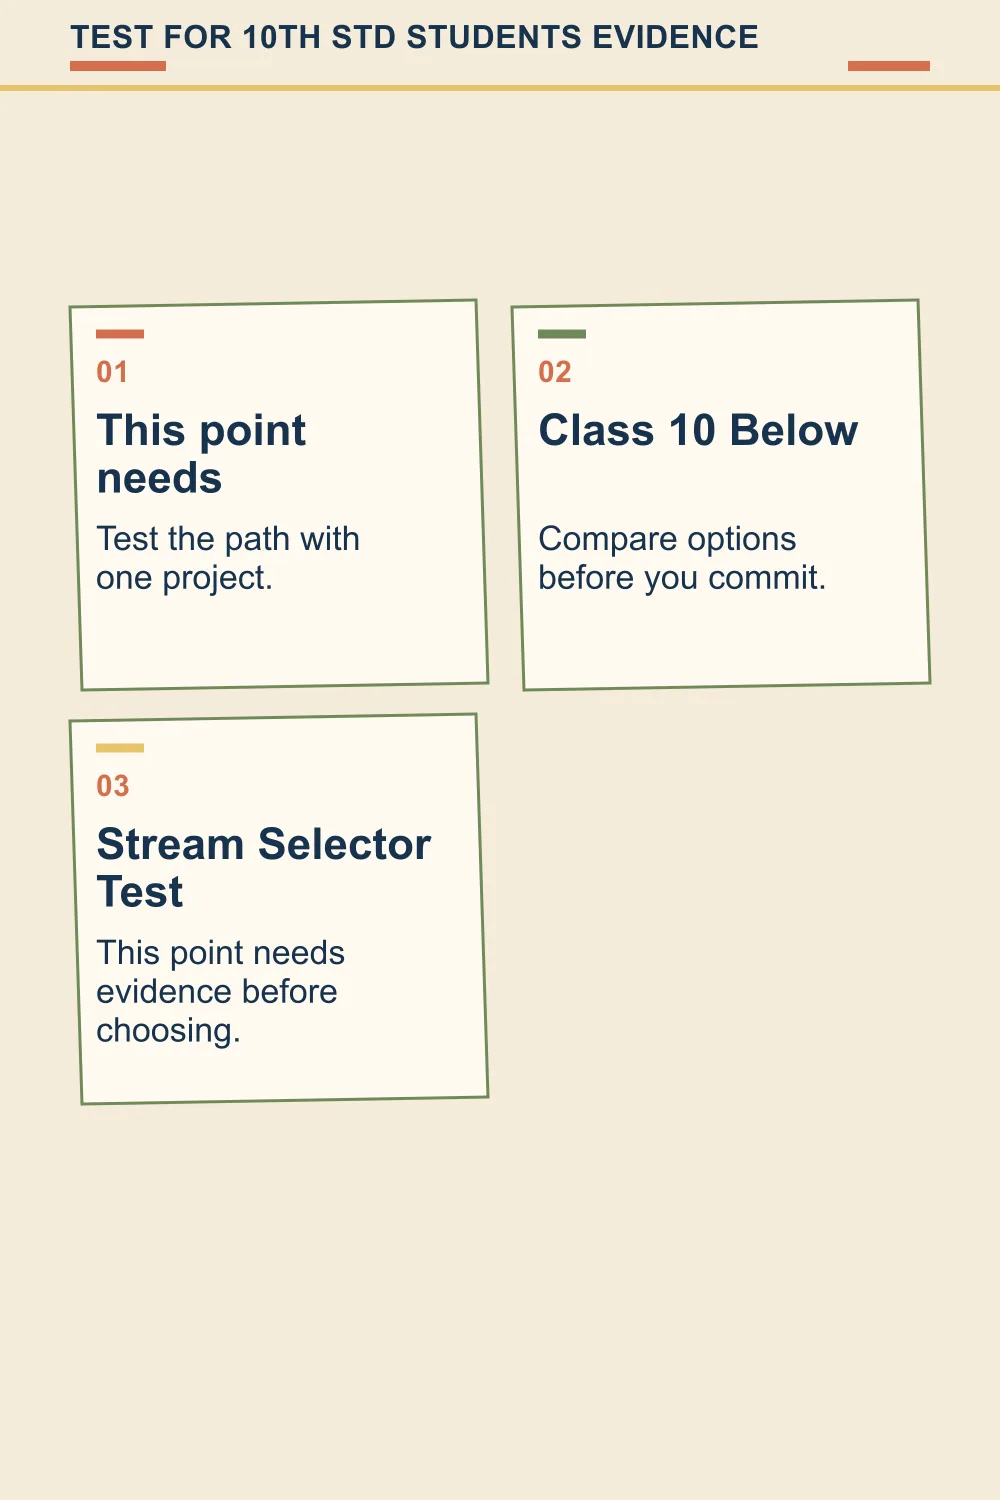 TEST FOR 10TH STD STUDENTS EVIDENCE
01
This point
needs
Test the path with
one project.
02
Class 10 Below
Compare options
before you commit.
03
Stream Selector
Test
This point needs
evidence before
choosing.